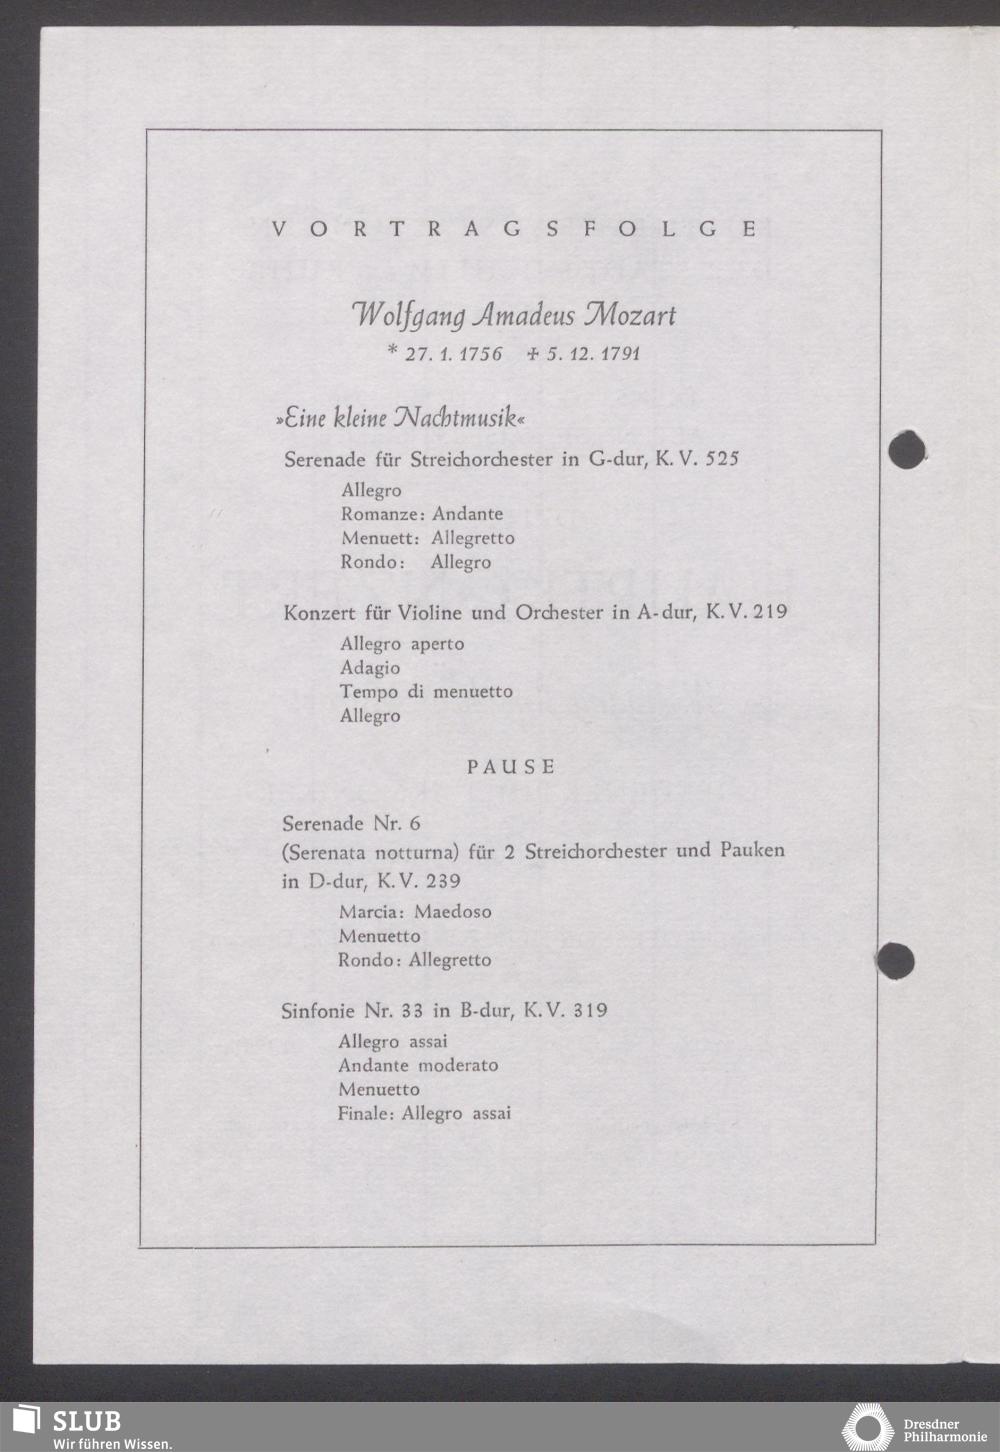 VORTRAGSFOLGE
Wolfgang Amadeus Mozart
* 27. 1. 1756 ✝ 5. 12. 1791
»Eine kleine Nachtmusik«
Serenade für Streichorchester in G-dur, K. V. 525
Allegro
Romanze: Andante
Menuett: Allegretto
Rondo: Allegro
Konzert für Violine und Orchester in A-dur, K. V. 219
Allegro aperto
Adagio
Tempo di menuetto
Allegro
PAUSE
Serenade Nr. 6
(Serenata notturna) für 2 Streichorchester und Pauken
in D-dur, K. V. 239
Marcia: Maedoso
Menuetto
Rondo: Allegretto
Sinfonie Nr. 33 in B-dur, K. V. 319
Allegro assai
Andante moderato
Menuetto
Finale: Allegro assai
SLUB
Wir führen Wissen.
Dresdner
Philharmonie